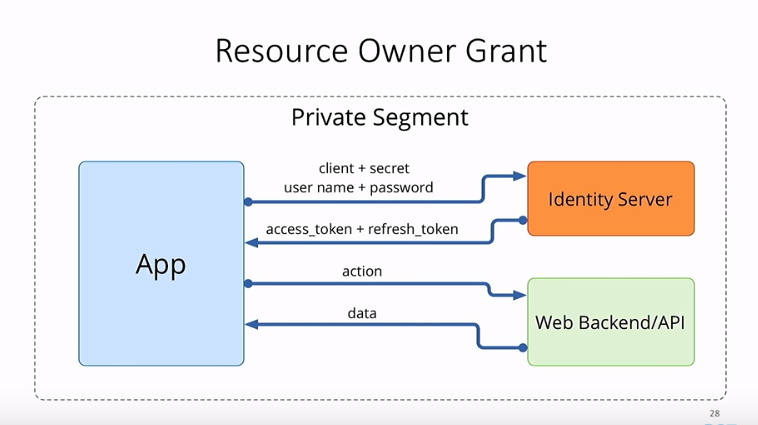 Resource Owner Grant
Private Segment
client + secret
user name + password
Identity Server
access_token + refresh_token
App
action
data
Web Backend/API
28